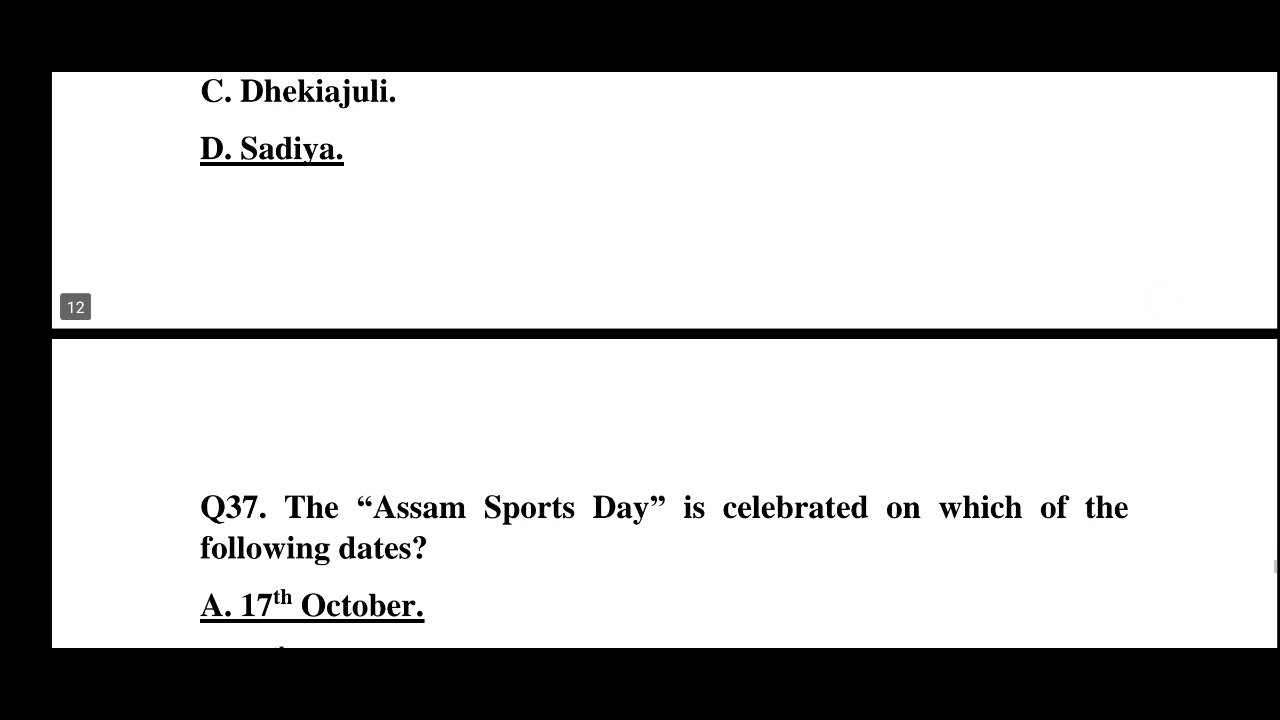 C. Dhekiajuli.
D. Sadiya.
12
Q37. The “Assam Sports Day” is celebrated on which of the
following dates?
A. 17th October.